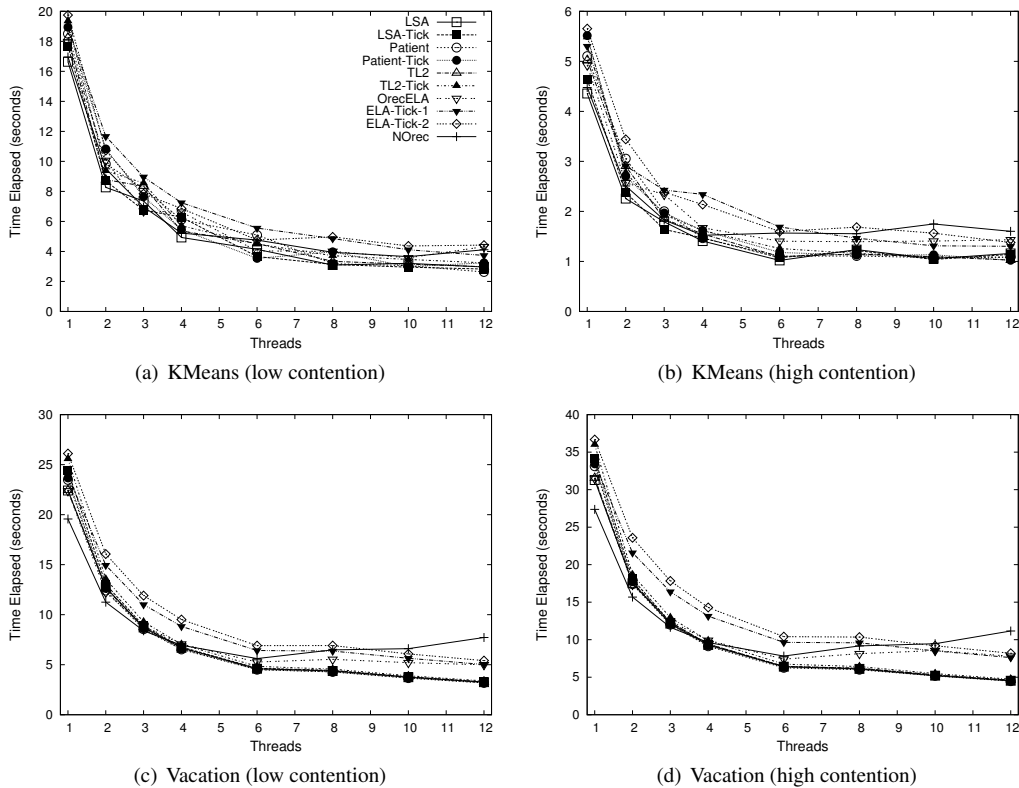 20
18
16
14
12
10
8
6
4
2
0
Time Elapsed (seconds)
1 2 3 4 5 6 7 8 9 10 11 12
Threads
LSA
LSA-Tick
Patient
Patient-Tick
TL2
TL2-Tick
OrecELA
ELA-Tick-1
ELA-Tick-2
NOrec
(a) KMeans (low contention)
6
5
4
3
2
1
0
Time Elapsed (seconds)
1 2 3 4 5 6 7 8 9 10 11 12
Threads
(b) KMeans (high contention)
30
25
20
15
10
5
0
Time Elapsed (seconds)
1 2 3 4 5 6 7 8 9 10 11 12
Threads
(c) Vacation (low contention)
40
35
30
25
20
15
10
5
0
Time Elapsed (seconds)
1 2 3 4 5 6 7 8 9 10 11 12
Threads
(d) Vacation (high contention)